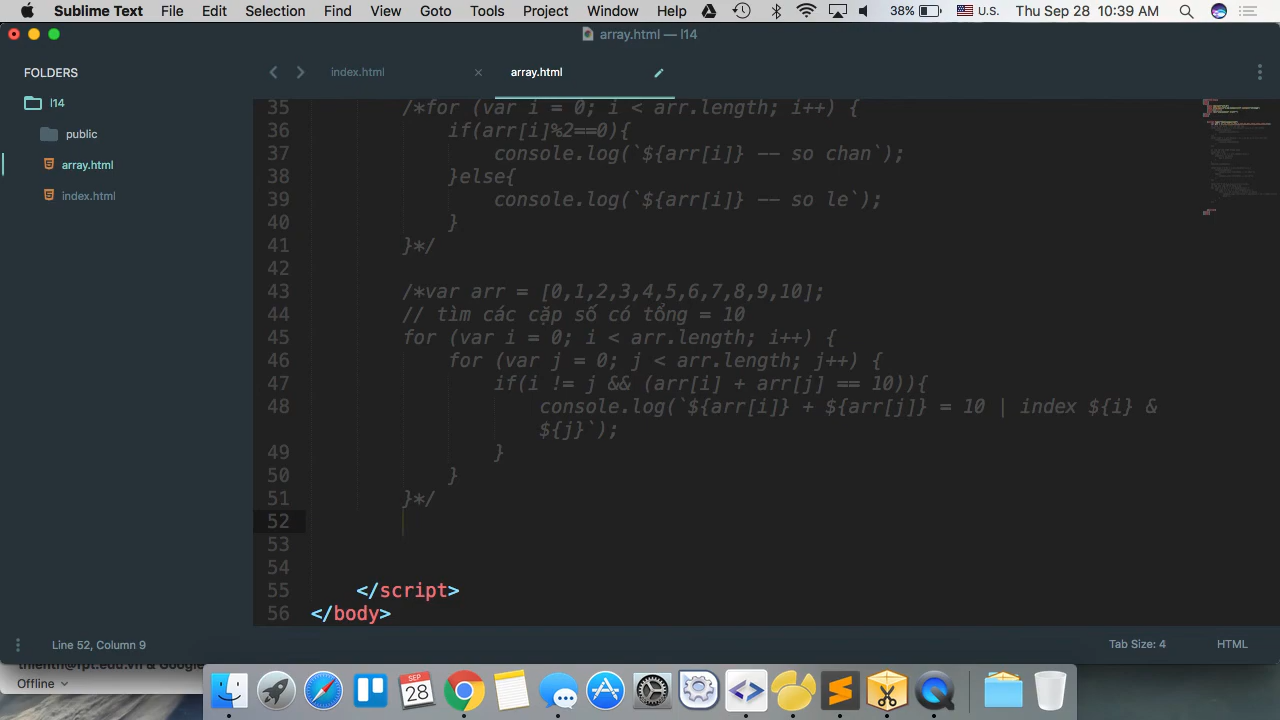 Sublime Text File Edit Selection Find View Goto Tools Project Window Help 38% U.S. Thu Sep 28 10:39 AM
array.html — l14
FOLDERS
l14
public
array.html
index.html
index.html
array.html
35 /*for (var i = 0; i < arr.length; i++) {
36 if(arr[i]%2==0){
37 console.log(`${arr[i]} -- so chan`);
38 }else{
39 console.log(`${arr[i]} -- so le`);
40 }
41 }*/
42
43 /*var arr = [0,1,2,3,4,5,6,7,8,9,10];
44 // tìm các cặp số có tổng = 10
45 for (var i = 0; i < arr.length; i++) {
46 for (var j = 0; j < arr.length; j++) {
47 if(i != j && (arr[i] + arr[j] == 10)){
48 console.log(`${arr[i]} + ${arr[j]} = 10 | index ${i} &
${j}`);
49 }
50 }
51 }*/
52
53
54
55 </script>
56 </body>
Line 52, Column 9
Tab Size: 4
HTML
thienth@fpt.edu.vn & Google
Offline
SEP
28